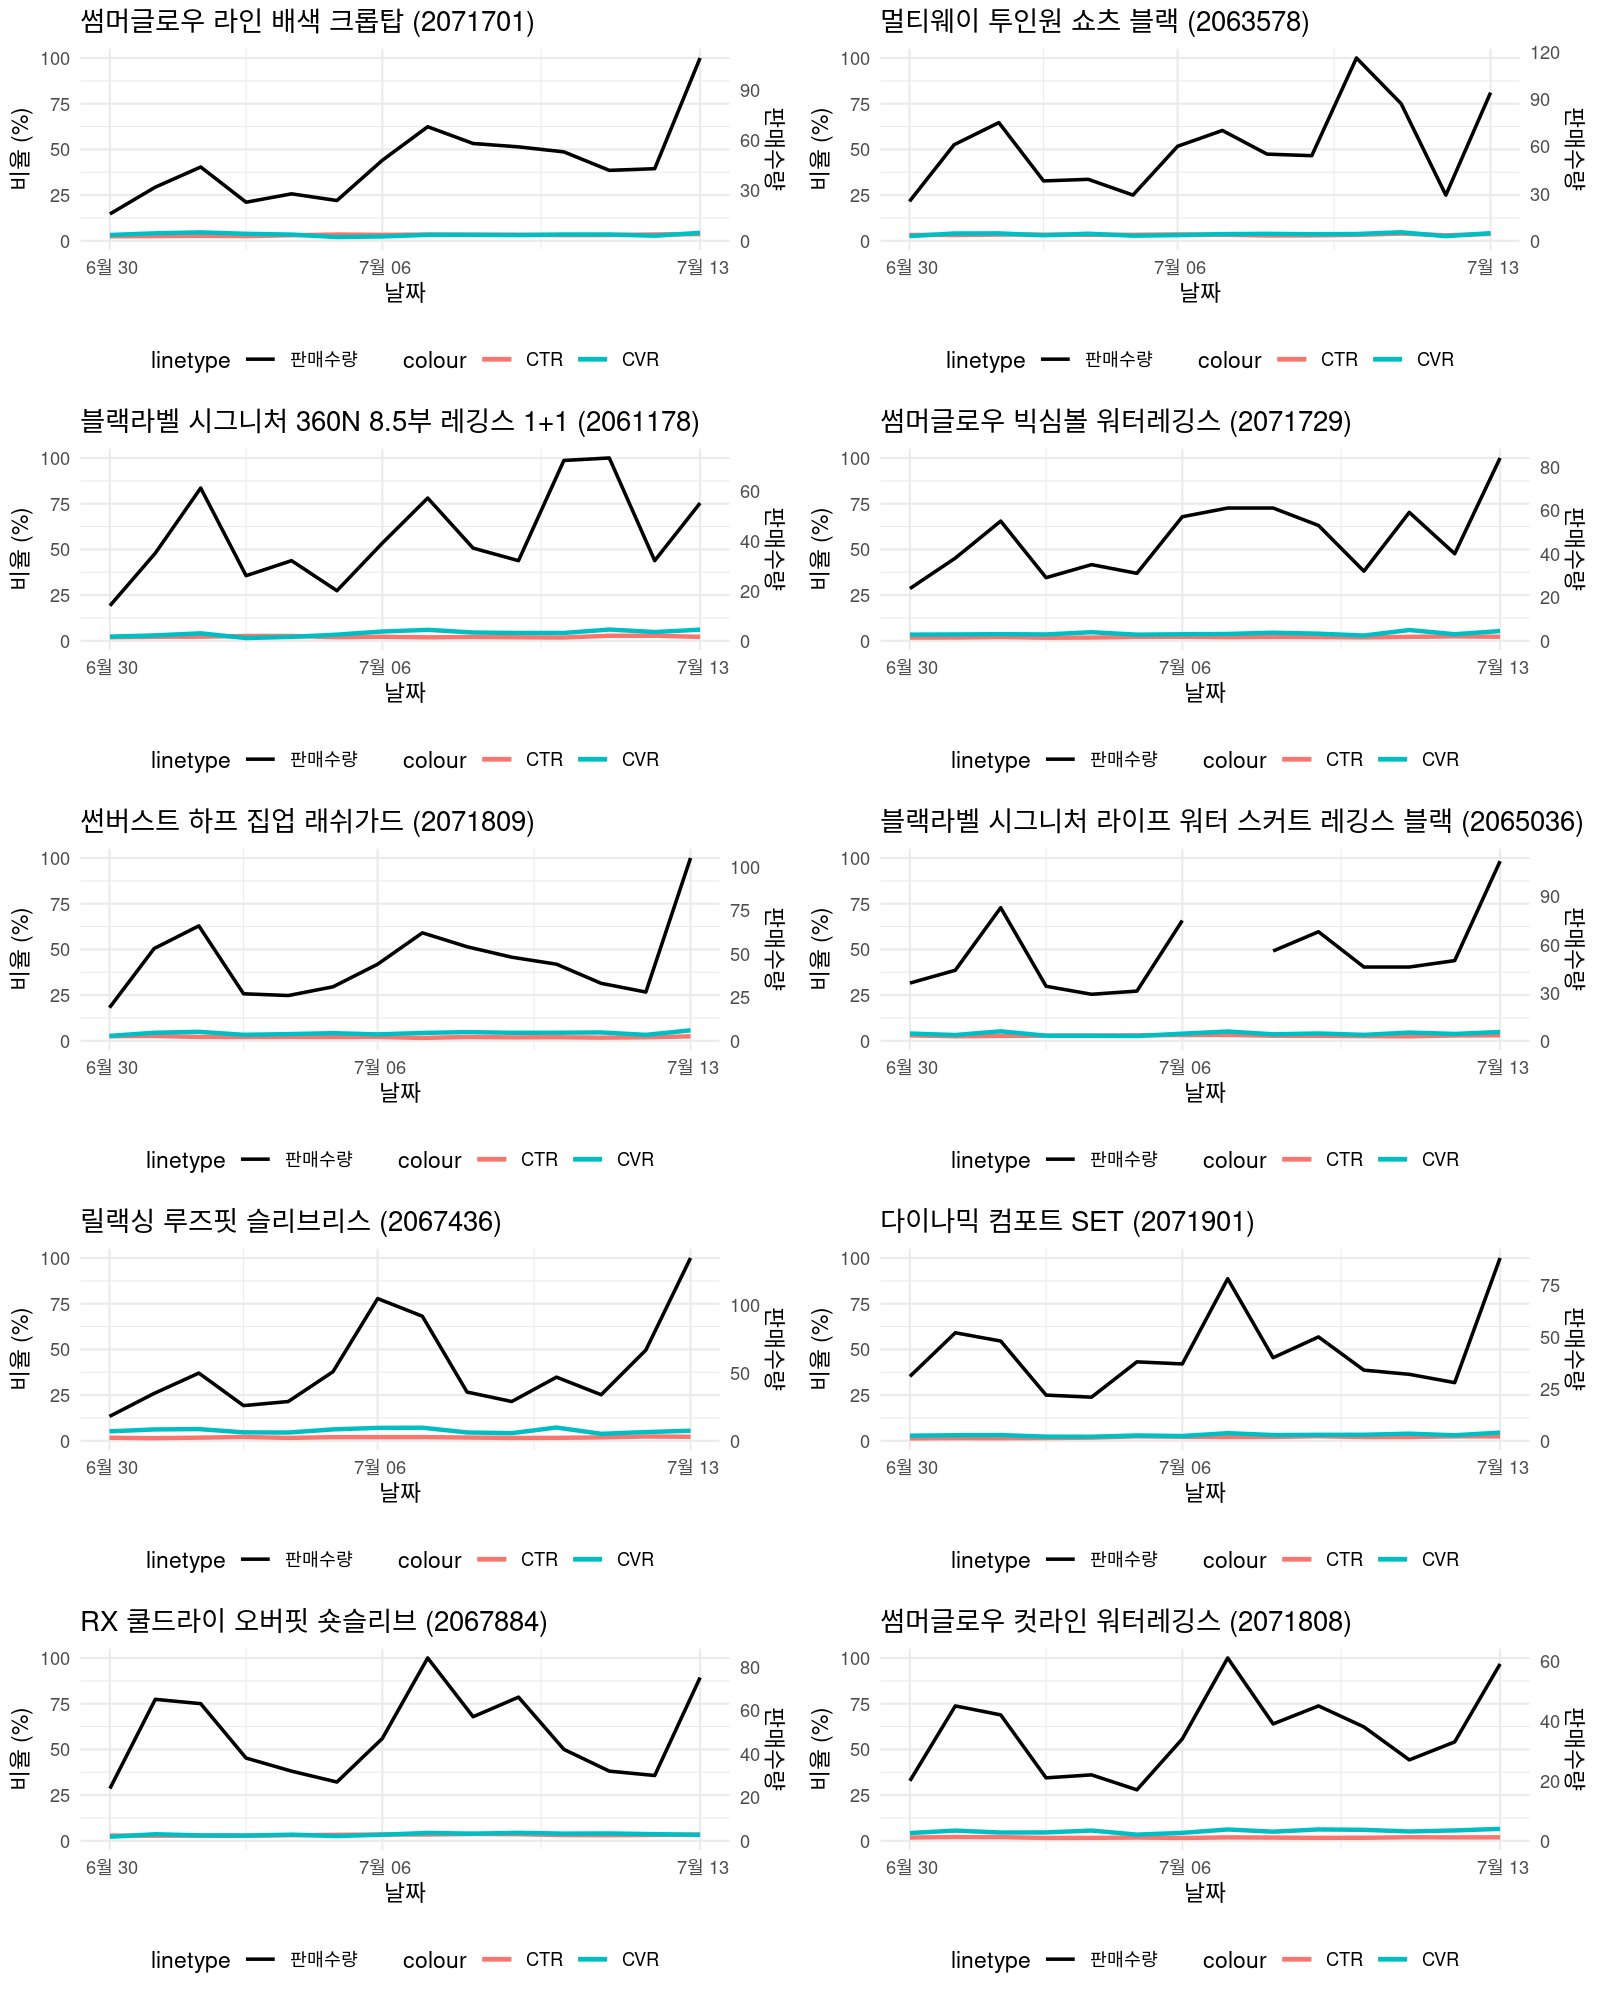 썸머글로우 라인 배색 크롭탑 (2071701)
100
75
50
25
0
비율 (%)
90
60
30
0
판매수량
6월 30
7월 06
7월 13
날짜
linetype 판매수량 colour CTR CVR
멀티웨이 투인원 쇼츠 블랙 (2063578)
100
75
50
25
0
비율 (%)
120
90
60
30
0
판매수량
6월 30
7월 06
7월 13
날짜
linetype 판매수량 colour CTR CVR
블랙라벨 시그니처 360N 8.5부 레깅스 1+1 (2061178)
100
75
50
25
0
비율 (%)
60
40
20
0
판매수량
6월 30
7월 06
7월 13
날짜
linetype 판매수량 colour CTR CVR
썸머글로우 빅심볼 워터레깅스 (2071729)
100
75
50
25
0
비율 (%)
80
60
40
20
0
판매수량
6월 30
7월 06
7월 13
날짜
linetype 판매수량 colour CTR CVR
썬버스트 하프 집업 래쉬가드 (2071809)
100
75
50
25
0
비율 (%)
100
75
50
25
0
판매수량
6월 30
7월 06
7월 13
날짜
linetype 판매수량 colour CTR CVR
블랙라벨 시그니처 라이프 워터 스커트 레깅스 블랙 (2065036)
100
75
50
25
0
비율 (%)
90
60
30
0
판매수량
6월 30
7월 06
7월 13
날짜
linetype 판매수량 colour CTR CVR
릴랙싱 루즈핏 슬리브리스 (2067436)
100
75
50
25
0
비율 (%)
100
50
0
판매수량
6월 30
7월 06
7월 13
날짜
linetype 판매수량 colour CTR CVR
다이나믹 컴포트 SET (2071901)
100
75
50
25
0
비율 (%)
75
50
25
0
판매수량
6월 30
7월 06
7월 13
날짜
linetype 판매수량 colour CTR CVR
RX 쿨드라이 오버핏 숏슬리브 (2067884)
100
75
50
25
0
비율 (%)
80
60
40
20
0
판매수량
6월 30
7월 06
7월 13
날짜
linetype 판매수량 colour CTR CVR
썸머글로우 컷라인 워터레깅스 (2071808)
100
75
50
25
0
비율 (%)
60
40
20
0
판매수량
6월 30
7월 06
7월 13
날짜
linetype 판매수량 colour CTR CVR